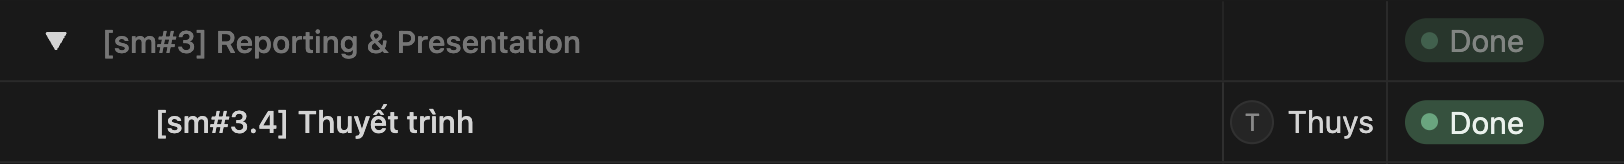 [sm#3] Reporting & Presentation Done
[sm#3.4] Thuyết trình T Thuys Done